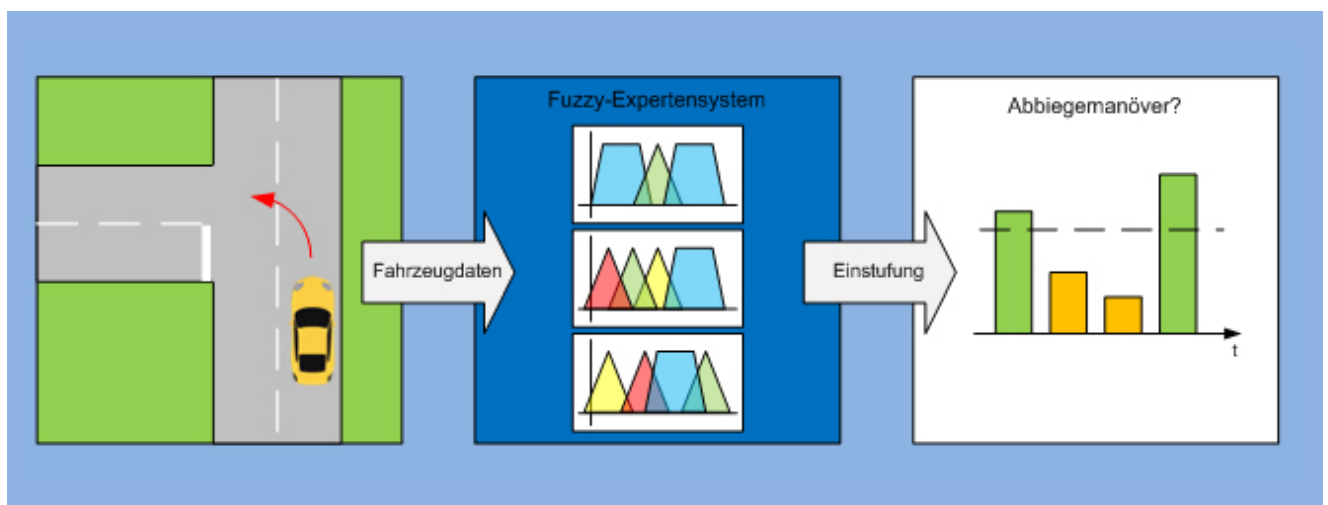 Fahrzeugdaten
Fuzzy-Expertensystem
Einstufung
Abbiegemanöver?
t